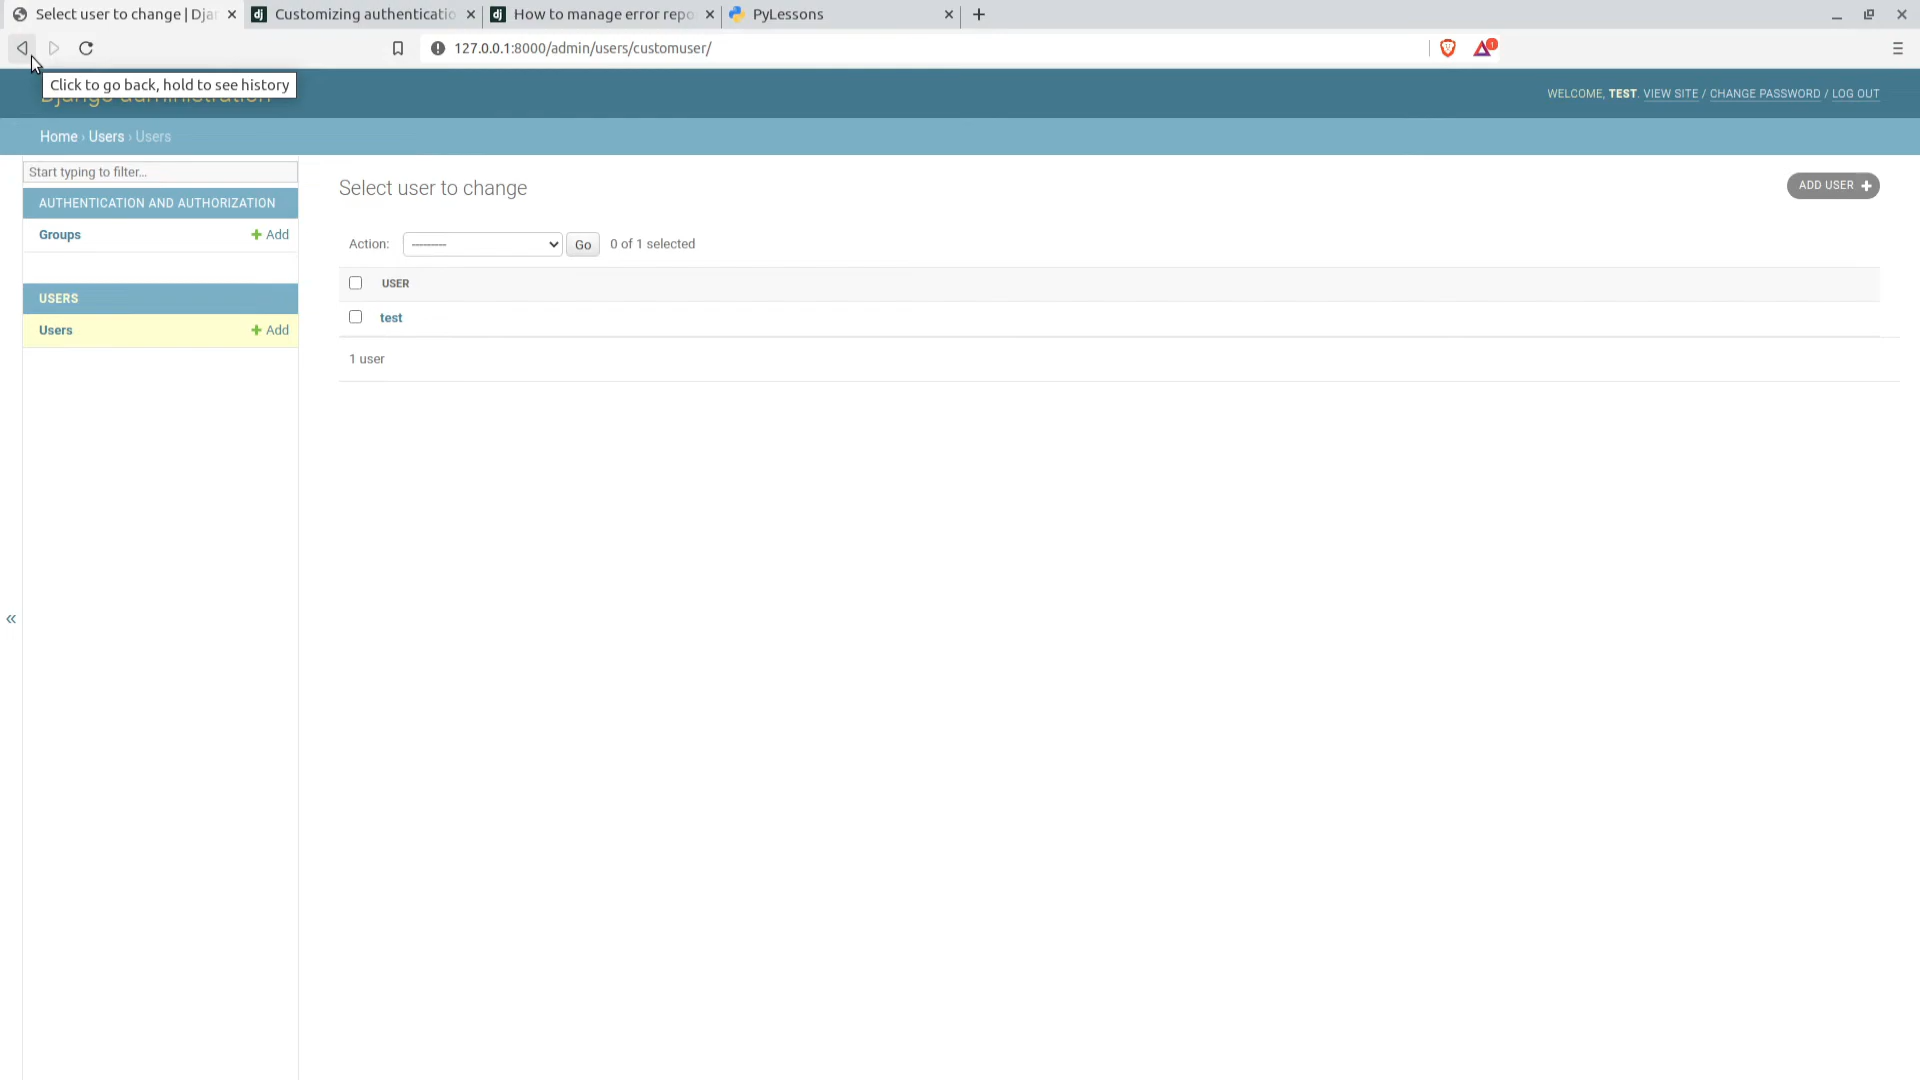 Select user to change | Djan
Customizing authenticatio
How to manage error repo
PyLessons
127.0.0.1:8000/admin/users/customuser/
1
Click to go back, hold to see history
Django administration
WELCOME, TEST. VIEW SITE / CHANGE PASSWORD / LOG OUT
Home › Users › Users
Start typing to filter...
Select user to change
ADD USER +
AUTHENTICATION AND AUTHORIZATION
Groups + Add
Action: --------- Go 0 of 1 selected
USER
USERS
test
Users + Add
1 user
«